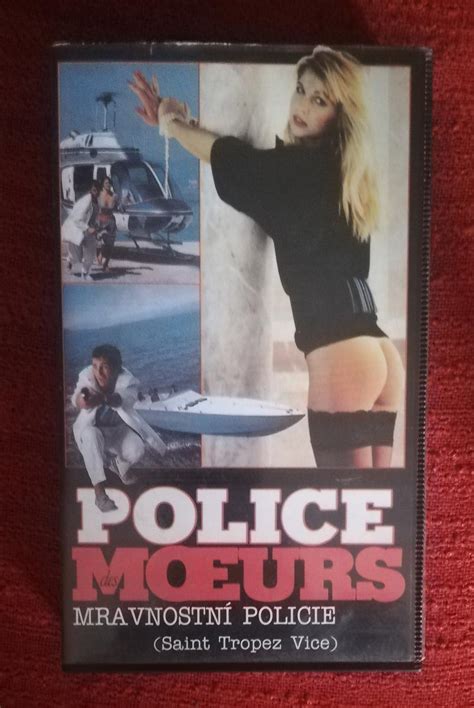 POLICE
des
MŒURS
MRAVNOSTNÍ POLICIE
(Saint Tropez Vice)